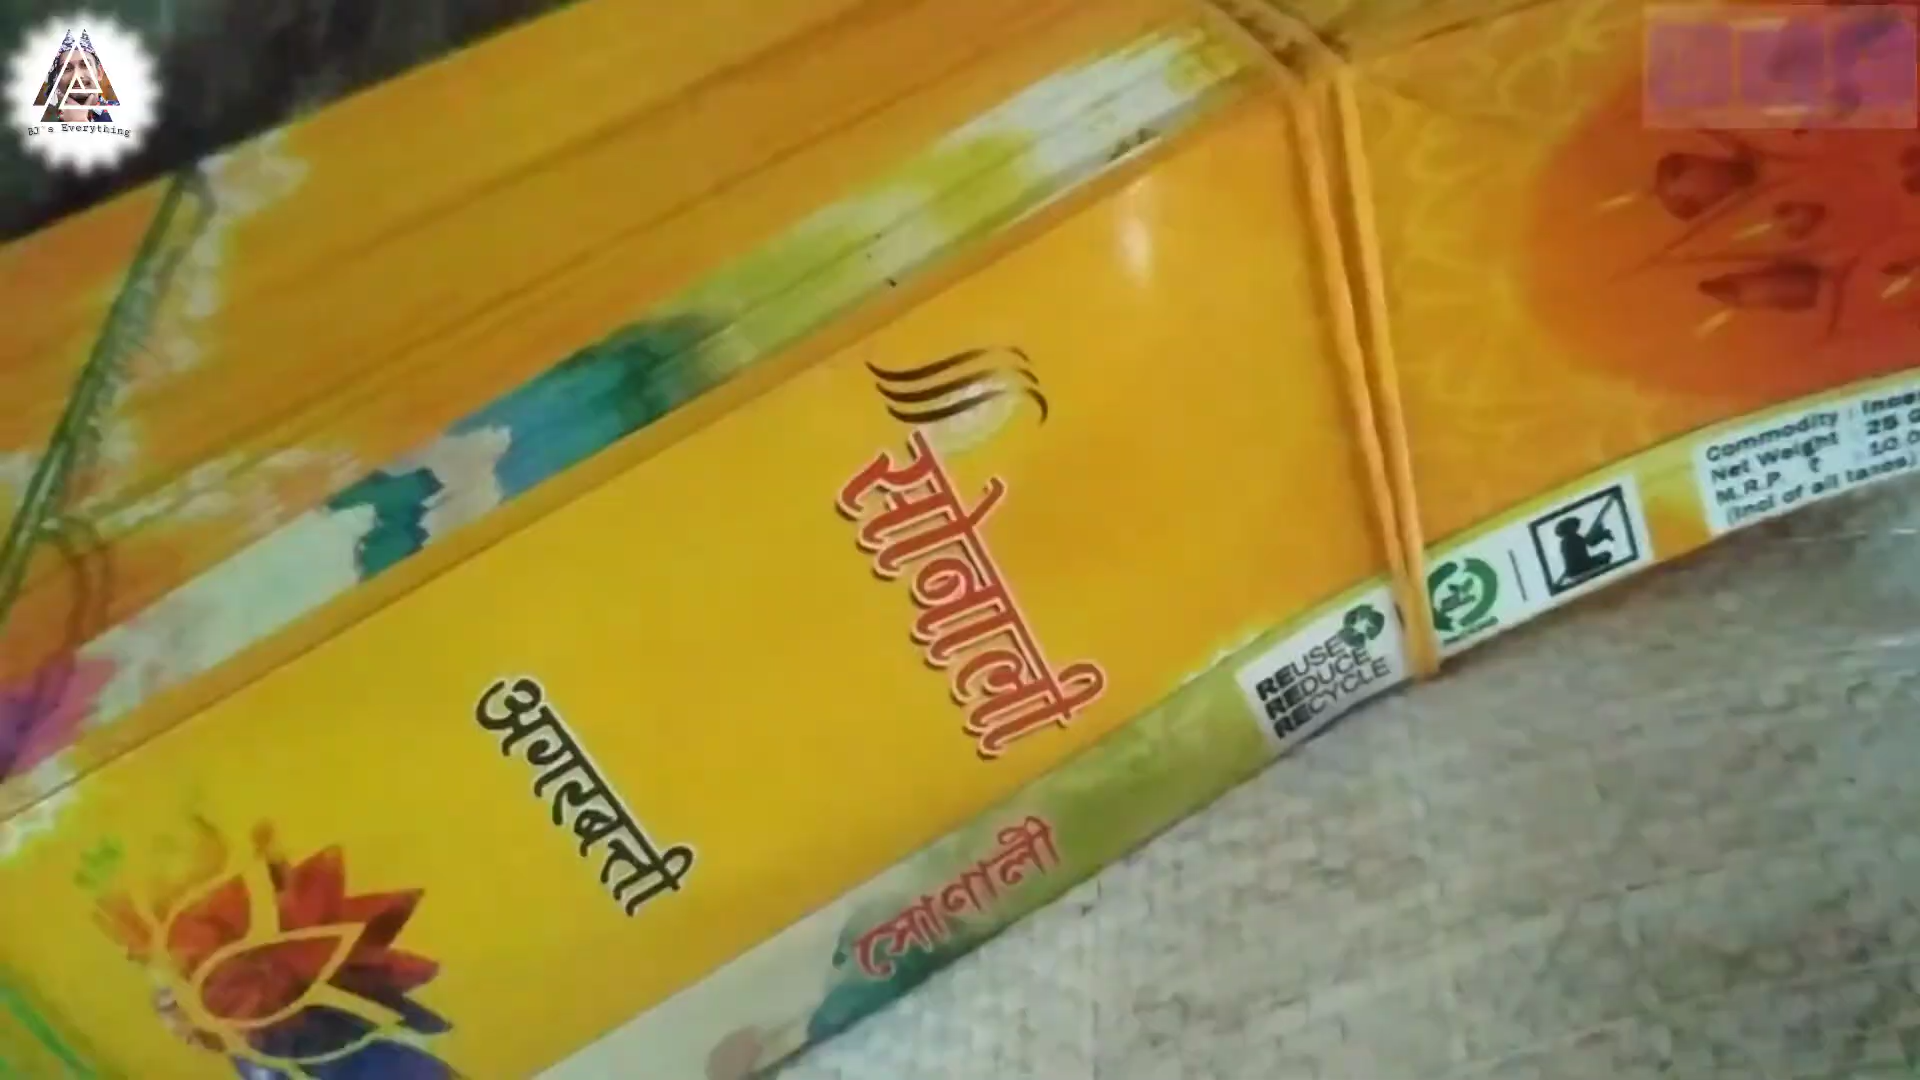 BJ's Everything
सोनाली
अगरबत्ती
সোণালী
REUSE
REDUCE
RECYCLE
Commodity :
Net Weight
M.R.P. ₹
(Incl of all taxes)